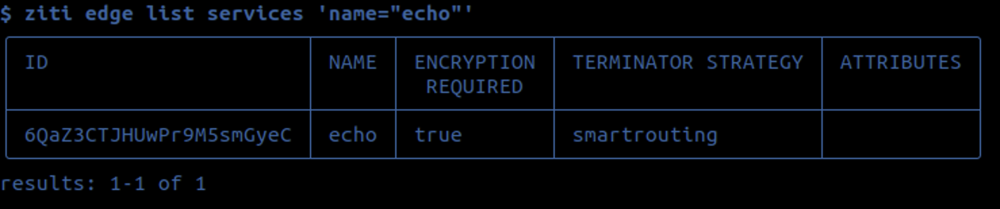 $ ziti edge list services 'name="echo"'
ID NAME ENCRYPTION TERMINATOR STRATEGY ATTRIBUTES
REQUIRED
6QaZ3CTJHUwPr9M5smGyeC echo true smartrouting
results: 1-1 of 1